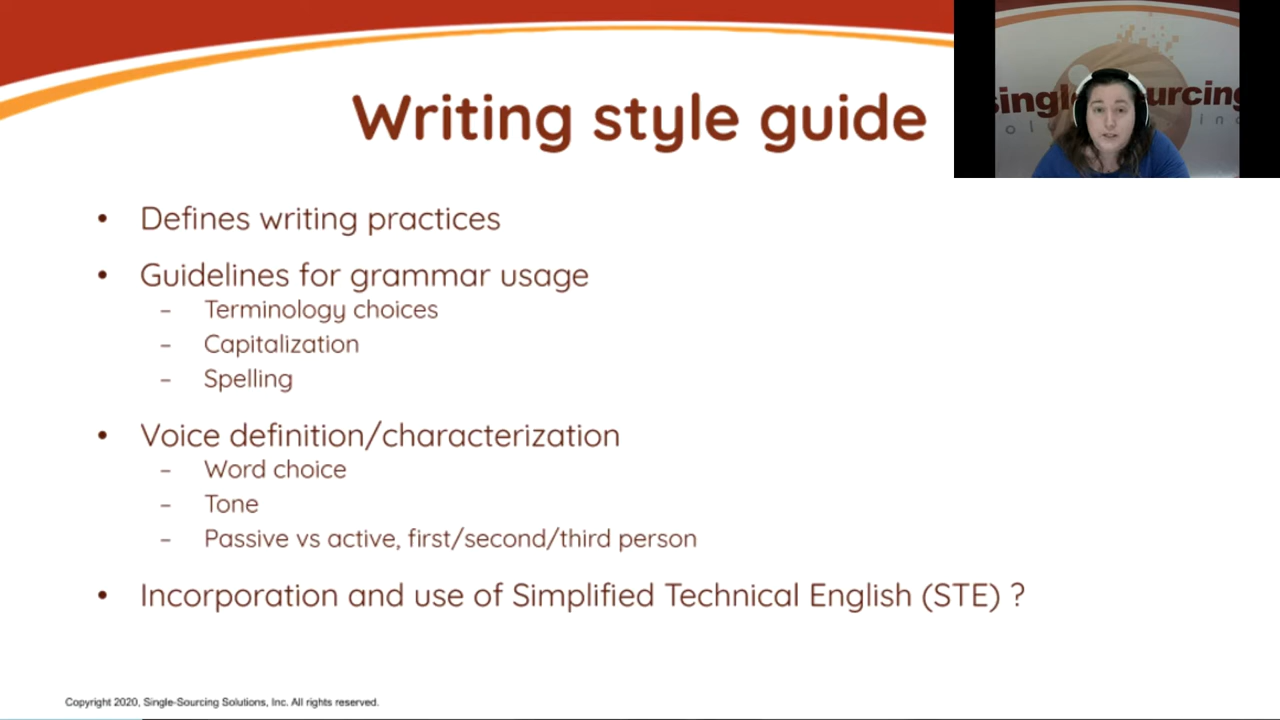 Writing style guide
• Defines writing practices
• Guidelines for grammar usage
– Terminology choices
– Capitalization
– Spelling
• Voice definition/characterization
– Word choice
– Tone
– Passive vs active, first/second/third person
• Incorporation and use of Simplified Technical English (STE) ?
Copyright 2020, Single-Sourcing Solutions, Inc. All rights reserved.